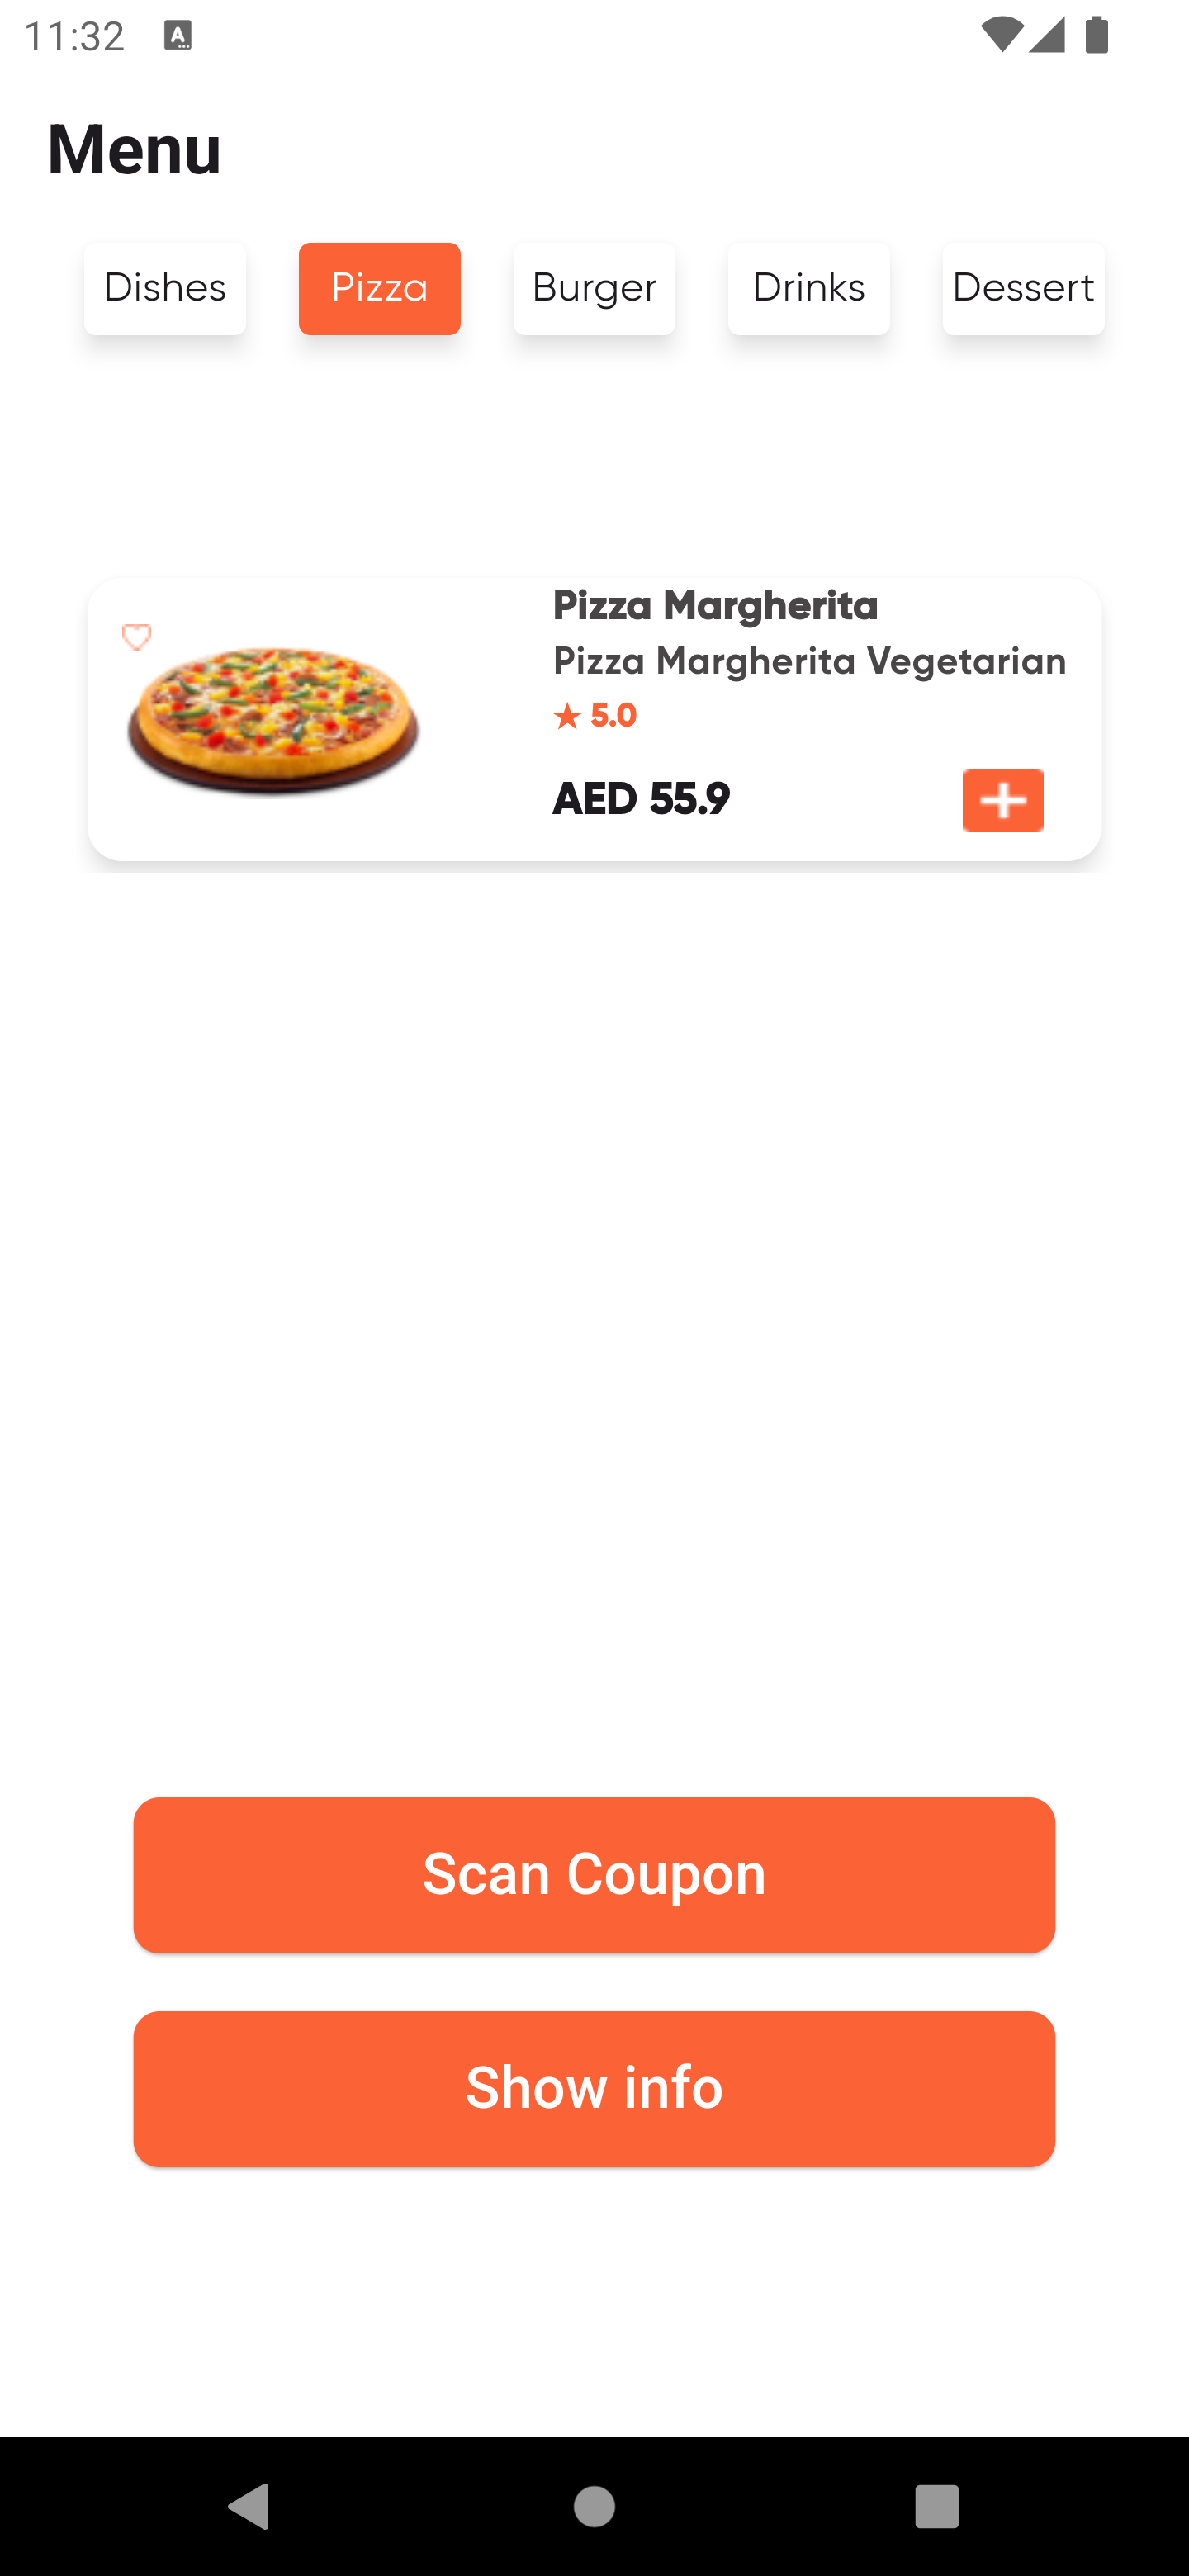 11:32
Menu
Dishes Pizza Burger Drinks Dessert
Pizza Margherita
Pizza Margherita Vegetarian
★ 5.0
AED 55.9
Scan Coupon
Show info